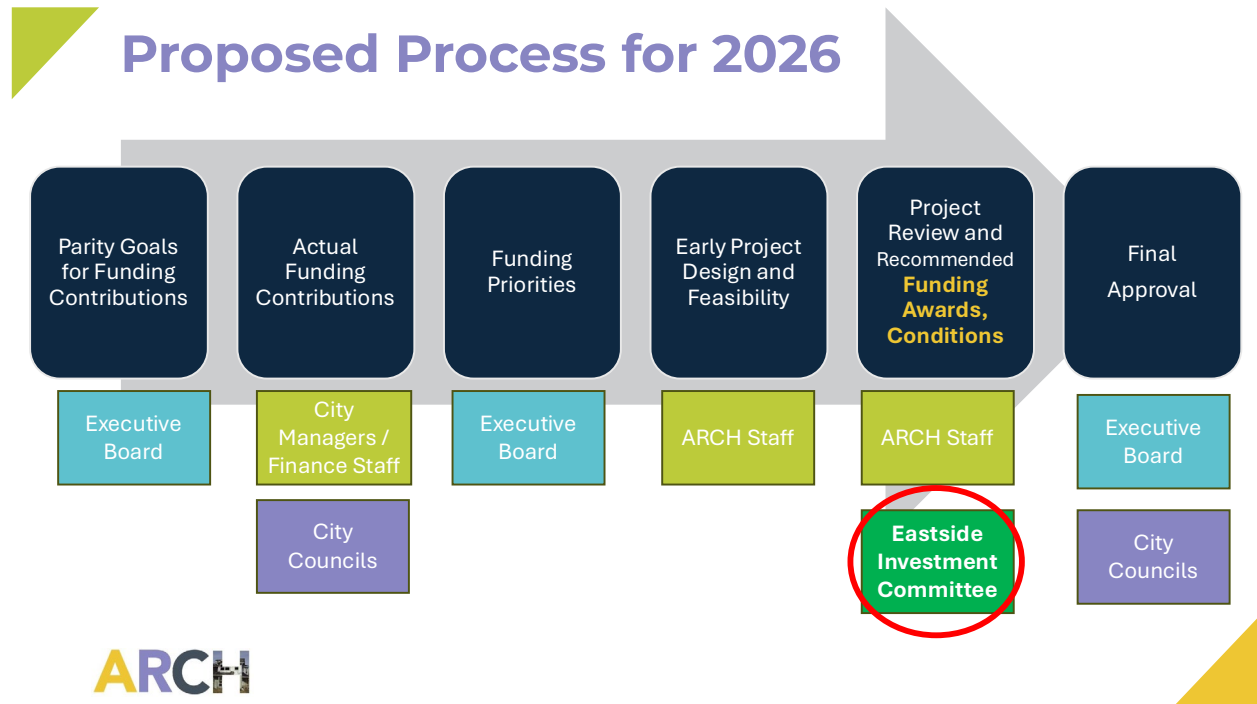 Proposed Process for 2026
Parity Goals
for Funding
Contributions
Actual
Funding
Contributions
Funding
Priorities
Early Project
Design and
Feasibility
Project
Review and
Recommended
Funding
Awards,
Conditions
Final
Approval
Executive
Board
City
Managers /
Finance Staff
Executive
Board
ARCH Staff
ARCH Staff
Executive
Board
City
Councils
Eastside
Investment
Committee
City
Councils
ARCH